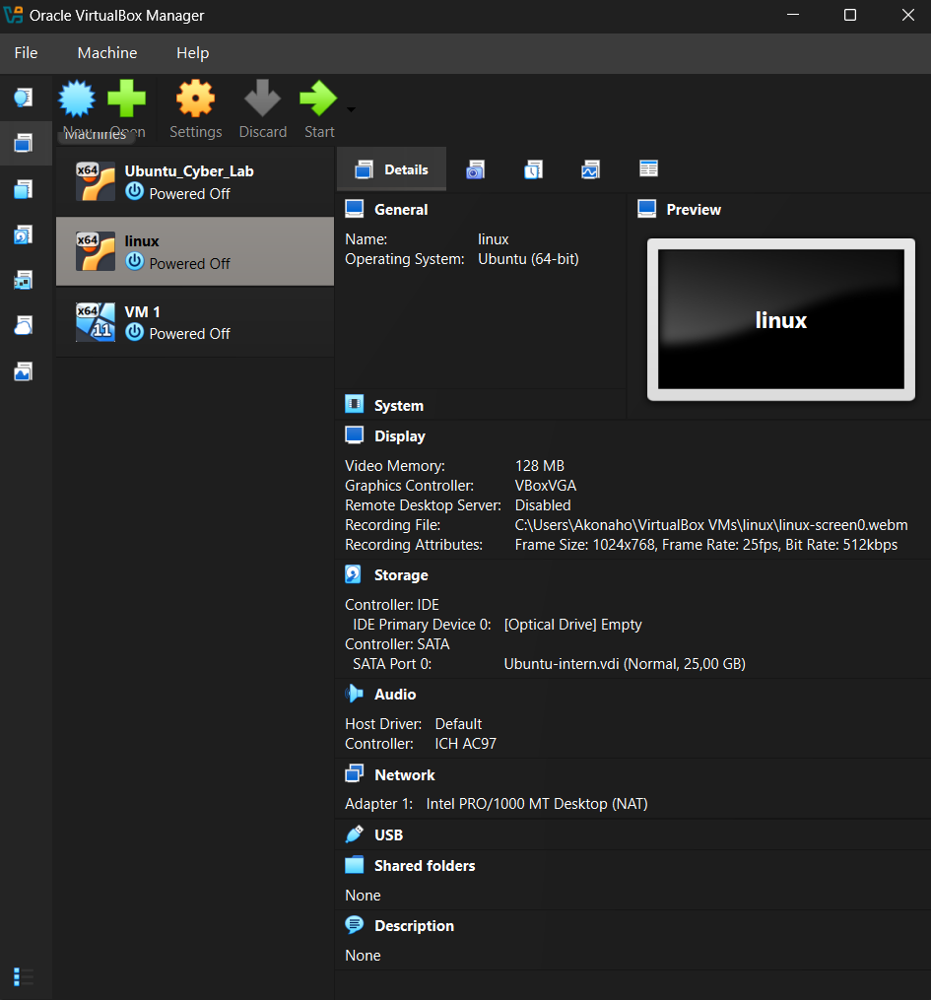 Oracle VirtualBox Manager
File Machine Help
New Open Settings Discard Start
Machines
x64 Ubuntu_Cyber_Lab
Powered Off
x64 linux
Powered Off
x64 11 VM 1
Powered Off
Details
General
Name: linux
Operating System: Ubuntu (64-bit)
Preview
linux
System
Display
Video Memory: 128 MB
Graphics Controller: VBoxVGA
Remote Desktop Server: Disabled
Recording File: C:\Users\Akonaho\VirtualBox VMs\linux\linux-screen0.webm
Recording Attributes: Frame Size: 1024x768, Frame Rate: 25fps, Bit Rate: 512kbps
Storage
Controller: IDE
IDE Primary Device 0: [Optical Drive] Empty
Controller: SATA
SATA Port 0: Ubuntu-intern.vdi (Normal, 25,00 GB)
Audio
Host Driver: Default
Controller: ICH AC97
Network
Adapter 1: Intel PRO/1000 MT Desktop (NAT)
USB
Shared folders
None
Description
None